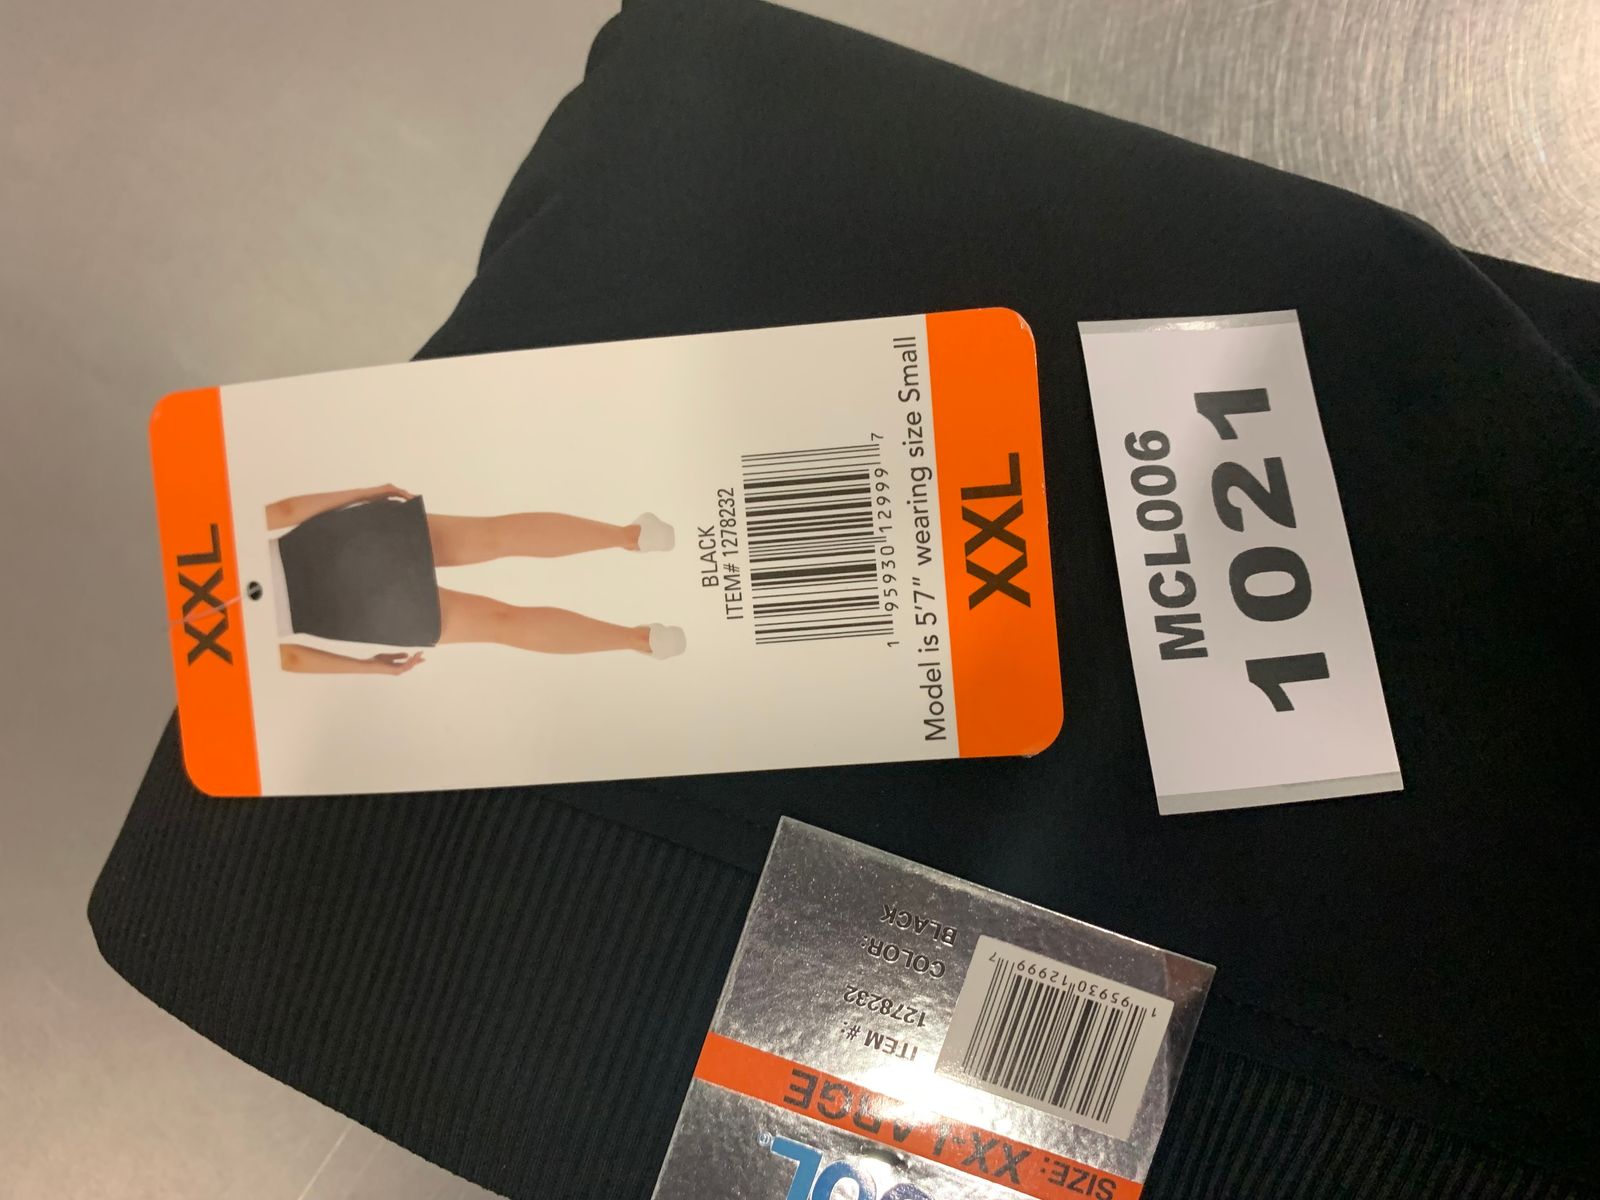 XXL
BLACK
ITEM# 1278232
1 95930 12999 7
Model is 5'7" wearing size Small
XXL
MCL006
1021
SIZE: XX-LARGE
ITEM #:
1278232
COLOR:
BLACK
1 95930 12999 7